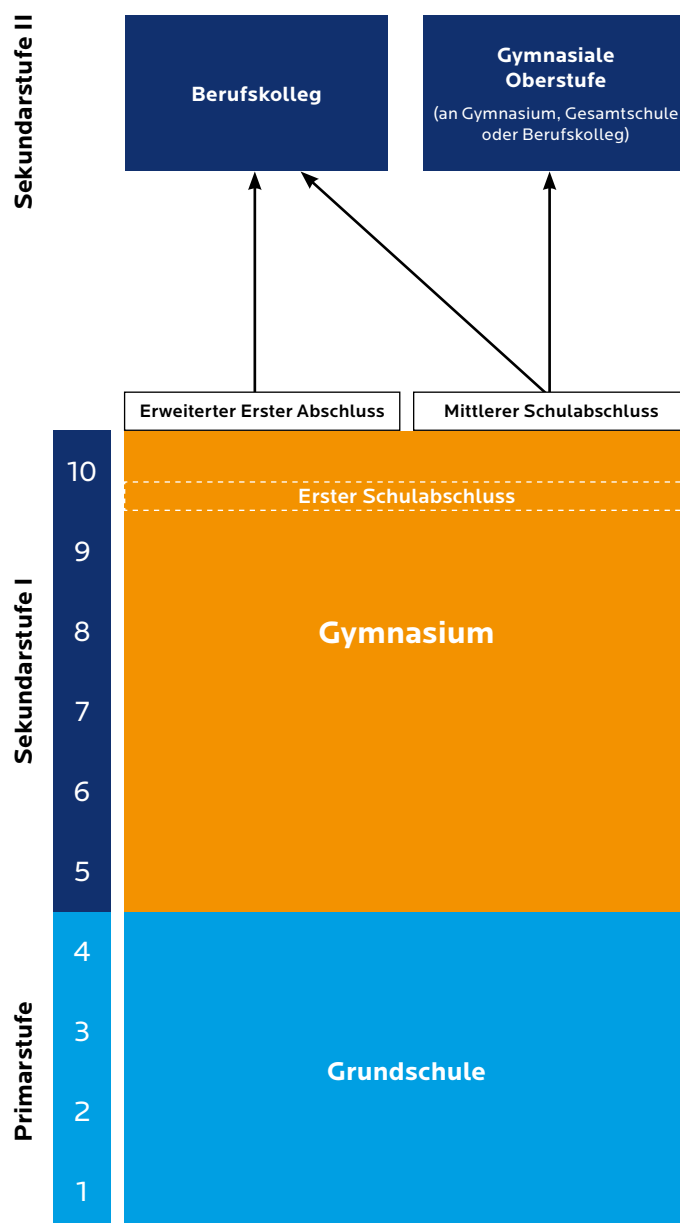 Sekundarstufe II
Berufskolleg
Gymnasiale
Oberstufe
(an Gymnasium, Gesamtschule
oder Berufskolleg)
Erweiterter Erster Abschluss
Mittlerer Schulabschluss
Sekundarstufe I
10
Erster Schulabschluss
9
8
Gymnasium
7
6
5
Primarstufe
4
3
Grundschule
2
1